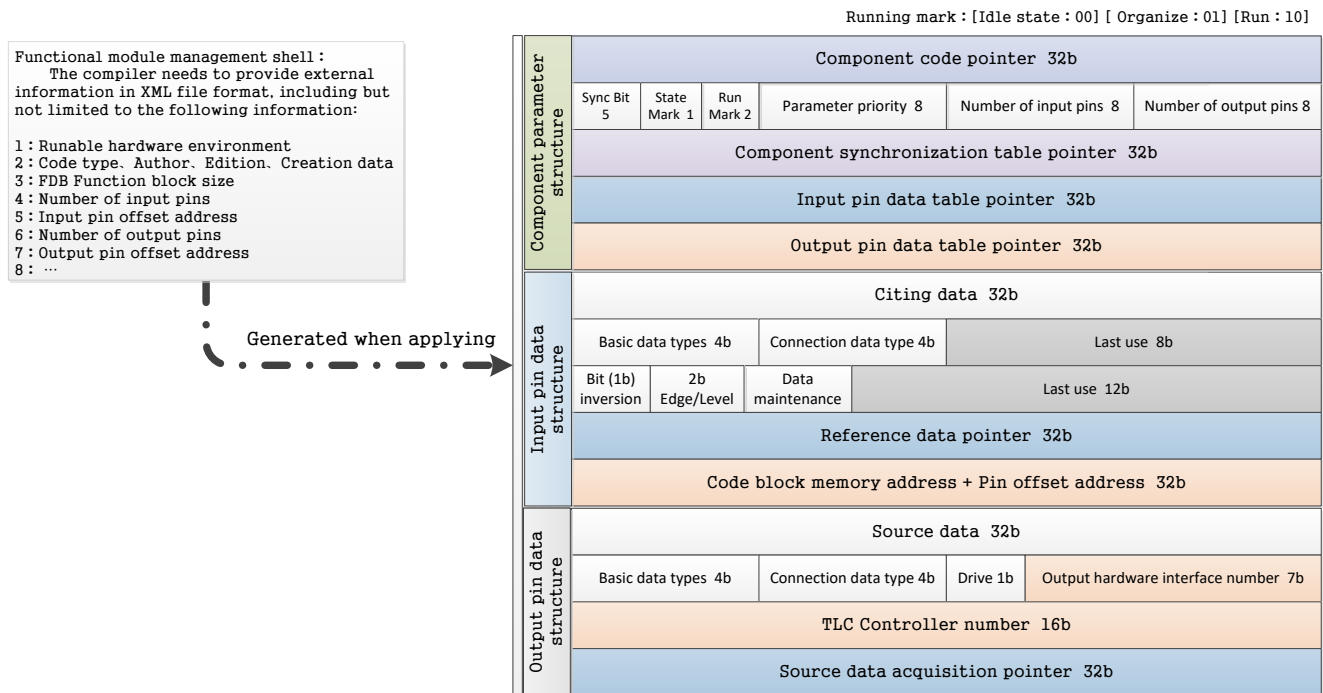 Running mark：[Idle state：00] [ Organize：01] [Run：10]
Functional module management shell：
The compiler needs to provide external
information in XML file format, including but
not limited to the following information:
1：Runable hardware environment
2：Code type、Author、Edition、Creation data
3：FDB Function block size
4：Number of input pins
5：Input pin offset address
6：Number of output pins
7：Output pin offset address
8：…
Generated when applying
Component parameter
structure
Component code pointer 32b
Sync Bit
5
State
Mark 1
Run
Mark 2
Parameter priority 8
Number of input pins 8
Number of output pins 8
Component synchronization table pointer 32b
Input pin data table pointer 32b
Output pin data table pointer 32b
Input pin data
structure
Citing data 32b
Basic data types 4b
Connection data type 4b
Last use 8b
Bit (1b)
inversion
2b
Edge/Level
Data
maintenance
Last use 12b
Reference data pointer 32b
Code block memory address + Pin offset address 32b
Output pin data
structure
Source data 32b
Basic data types 4b
Connection data type 4b
Drive 1b
Output hardware interface number 7b
TLC Controller number 16b
Source data acquisition pointer 32b